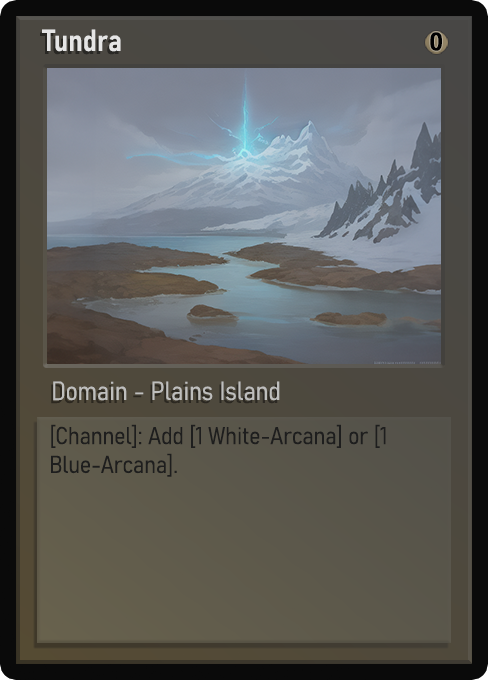 Tundra
0
Domain - Plains Island
[Channel]: Add [1 White-Arcana] or [1
Blue-Arcana].